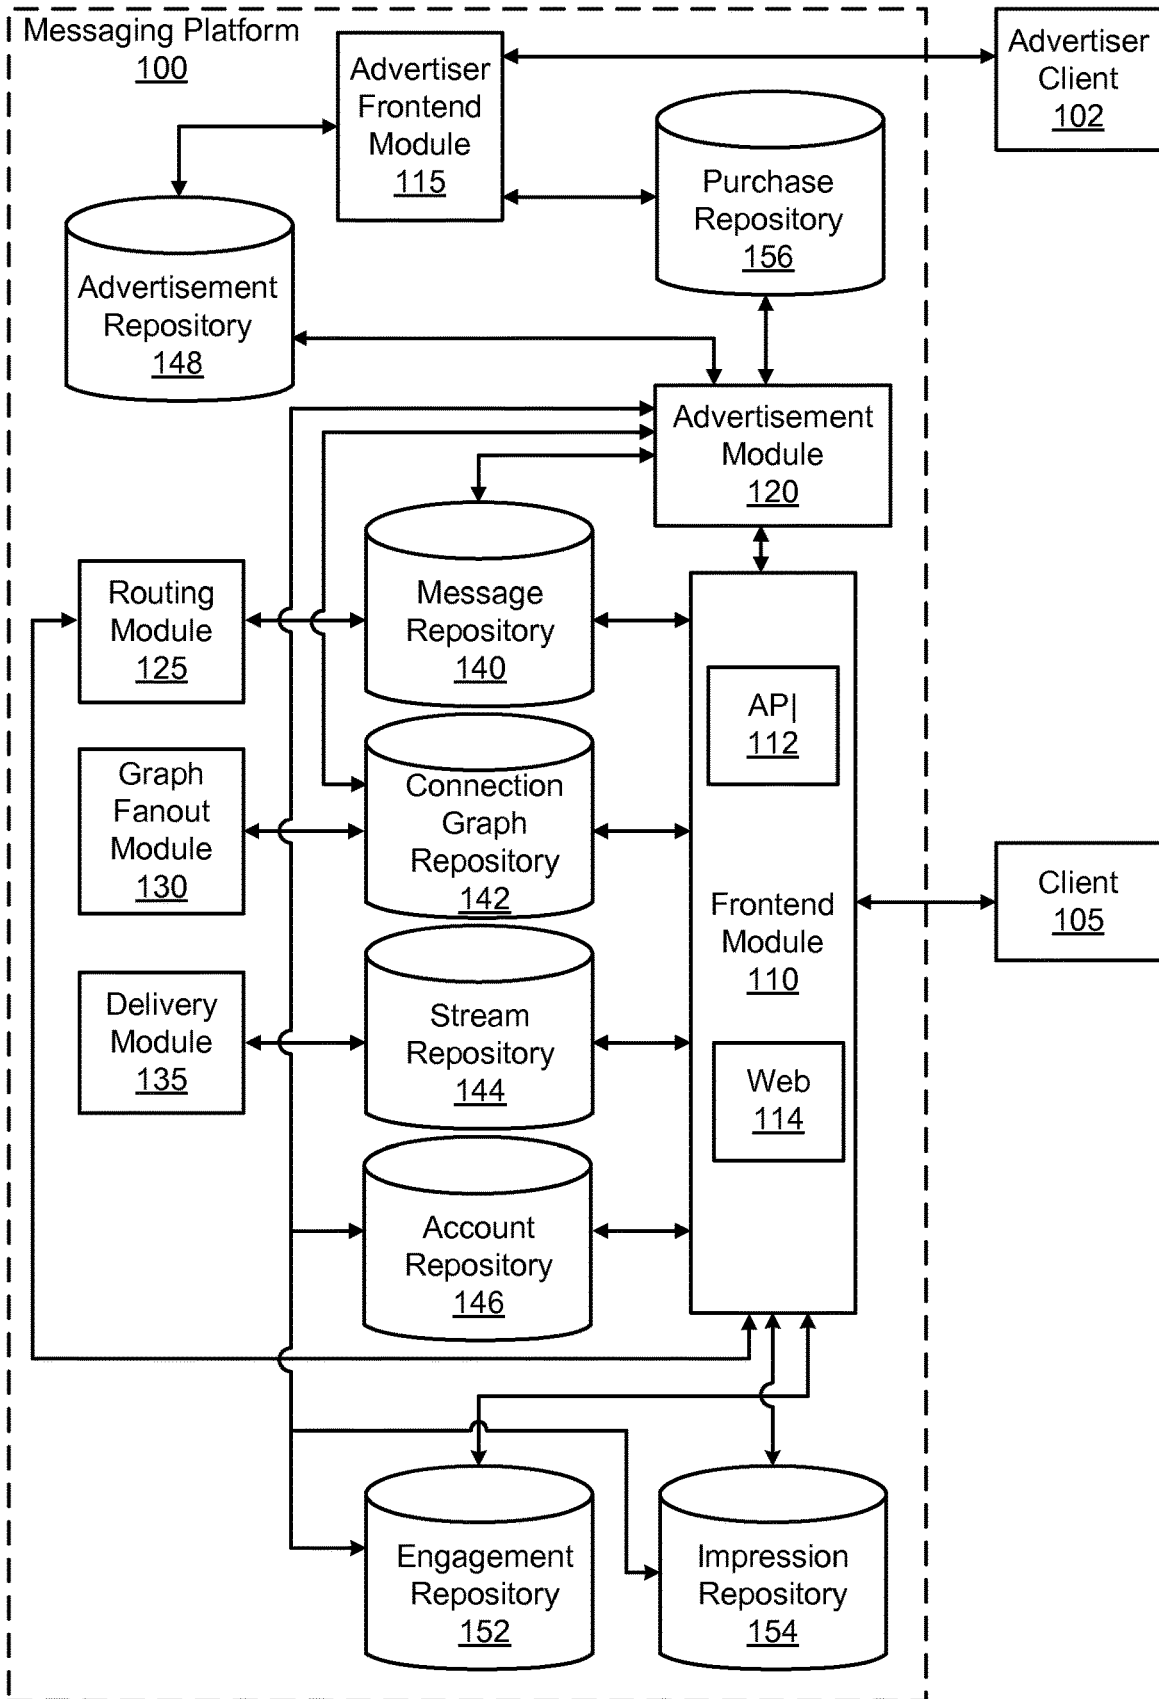 Messaging Platform
100
Advertiser
Frontend
Module
115
Advertiser
Client
102
Purchase
Repository
156
Advertisement
Repository
148
Advertisement
Module
120
Routing
Module
125
Message
Repository
140
AP|
112
Graph
Fanout
Module
130
Connection
Graph
Repository
142
Frontend
Module
110
Client
105
Delivery
Module
135
Stream
Repository
144
Web
114
Account
Repository
146
Engagement
Repository
152
Impression
Repository
154